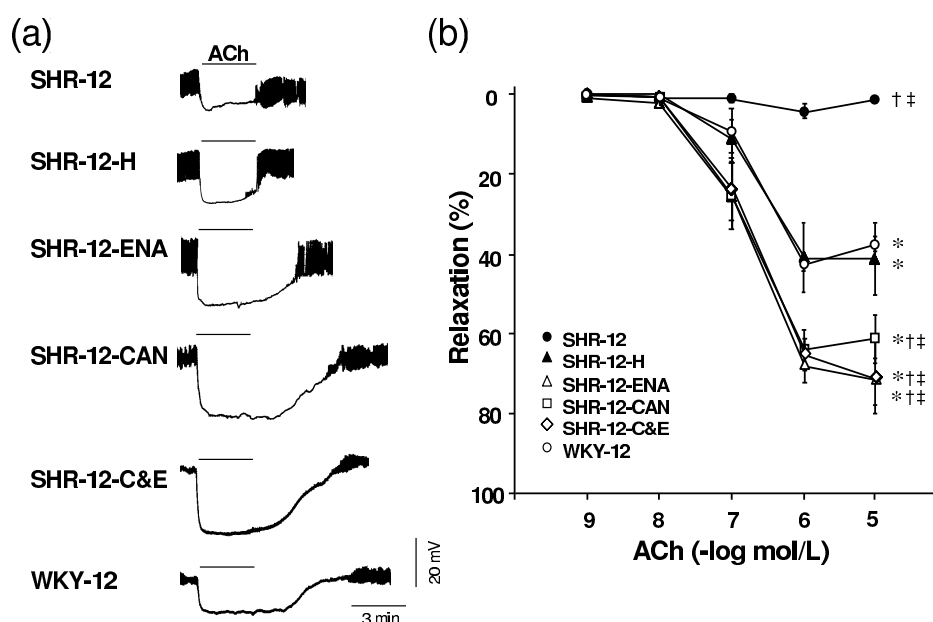 (a)
ACh
SHR-12
SHR-12-H
SHR-12-ENA
SHR-12-CAN
SHR-12-C&E
WKY-12
20 mV
3 min
(b)
Relaxation (%)
0
20
40
60
80
100
9 8 7 6 5
ACh (-log mol/L)
SHR-12
SHR-12-H
SHR-12-ENA
SHR-12-CAN
SHR-12-C&E
WKY-12
†‡
*
*
*†‡
*†‡
*†‡